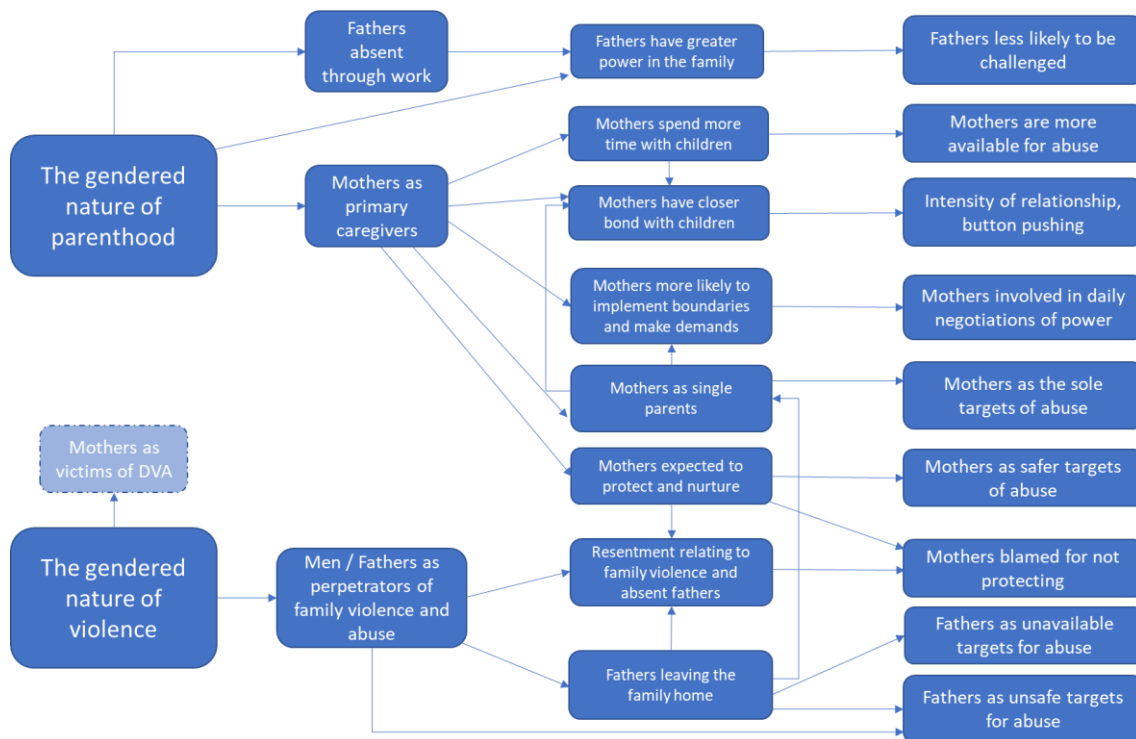 Fathers
absent
through work
Fathers have greater
power in the family
Fathers less likely to be
challenged
The gendered
nature of
parenthood
Mothers as
primary
caregivers
Mothers spend more
time with children
Mothers are more
available for abuse
Mothers have closer
bond with children
Intensity of relationship,
button pushing
Mothers more likely to
implement boundaries
and make demands
Mothers involved in daily
negotiations of power
Mothers as single
parents
Mothers as the sole
targets of abuse
Mothers as
victims of DVA
Mothers expected to
protect and nurture
Mothers as safer targets
of abuse
The gendered
nature of
violence
Men / Fathers as
perpetrators of
family violence and
abuse
Resentment relating to
family violence and
absent fathers
Mothers blamed for not
protecting
Fathers leaving the
family home
Fathers as unavailable
targets for abuse
Fathers as unsafe targets
for abuse